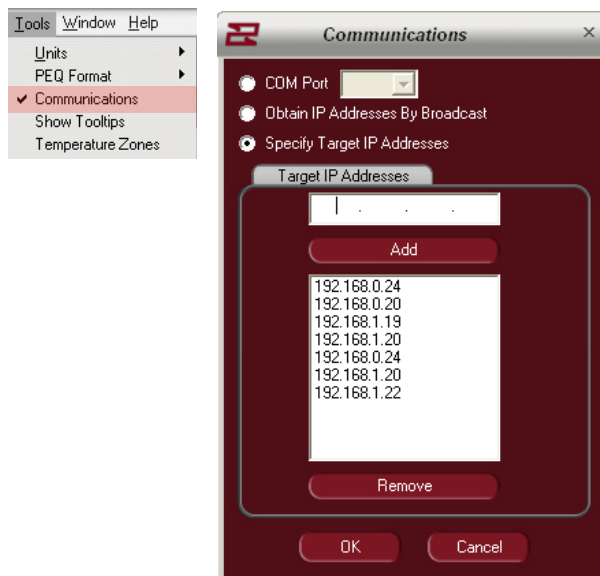 Tools Window Help
Units
PEQ Format
✔ Communications
Show Tooltips
Temperature Zones
Communications ×
COM Port
Obtain IP Addresses By Broadcast
Specify Target IP Addresses
Target IP Addresses
. . .
Add
192.168.0.24
192.168.0.20
192.168.1.19
192.168.1.20
192.168.0.24
192.168.1.20
192.168.1.22
Remove
OK Cancel